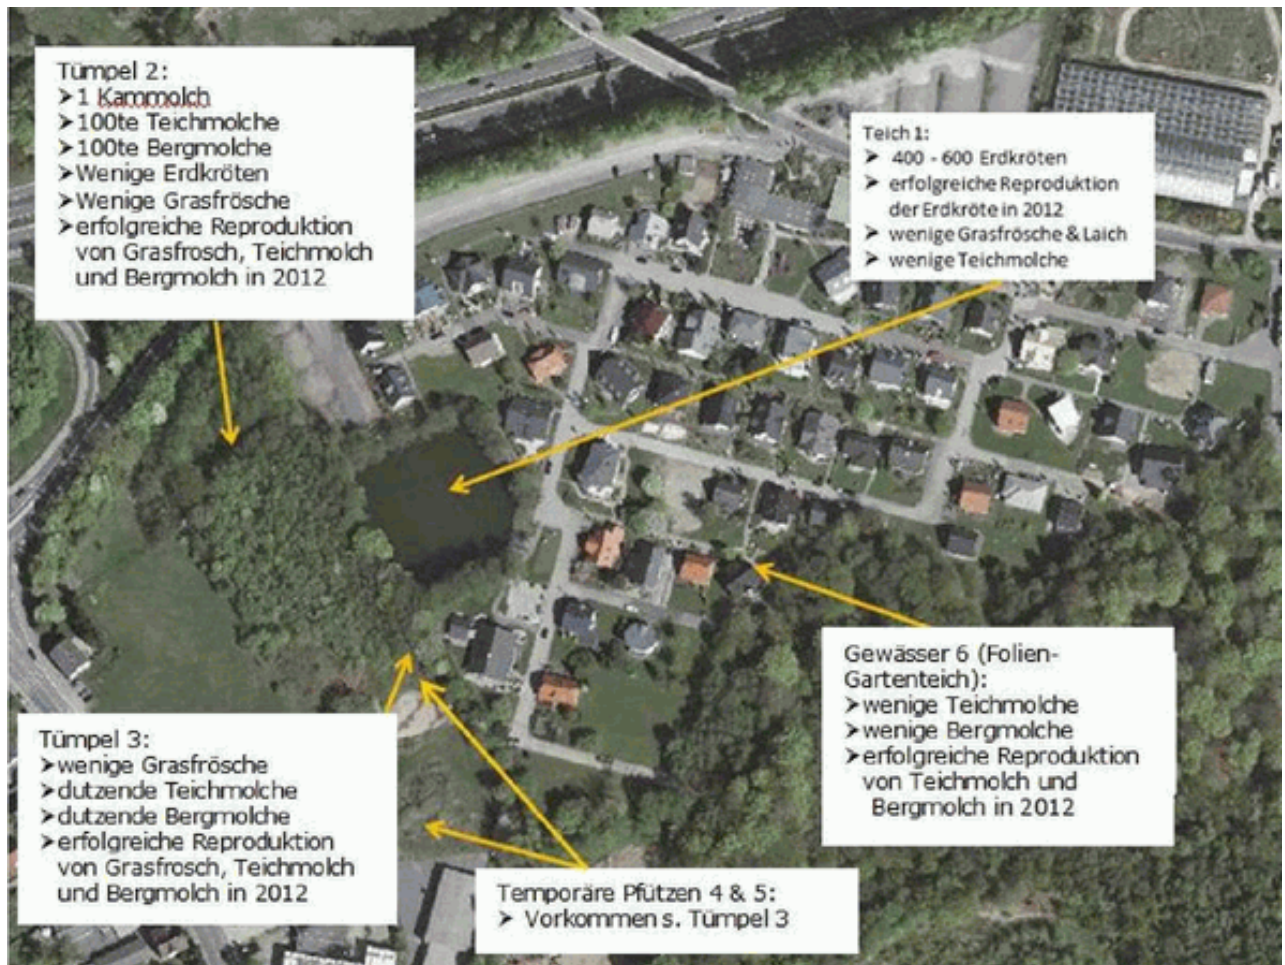 Tümpel 2:
➤1 Kammolch
➤100te Teichmolche
➤100te Bergmolche
➤Wenige Erdkröten
➤Wenige Grasfrösche
➤erfolgreiche Reproduktion
von Grasfrosch, Teichmolch
und Bergmolch in 2012
Teich 1:
➤ 400 - 600 Erdkröten
➤ erfolgreiche Reproduktion
der Erdkröte in 2012
➤ wenige Grasfrösche & Laich
➤ wenige Teichmolche
Gewässer 6 (Folien-
Gartenteich):
➤wenige Teichmolche
➤wenige Bergmolche
➤erfolgreiche Reproduktion
von Teichmolch und
Bergmolch in 2012
Tümpel 3:
➤wenige Grasfrösche
➤dutzende Teichmolche
➤dutzende Bergmolche
➤erfolgreiche Reproduktion
von Grasfrosch, Teichmolch
und Bergmolch in 2012
Temporäre Pfützen 4 & 5:
➤ Vorkommen s. Tümpel 3